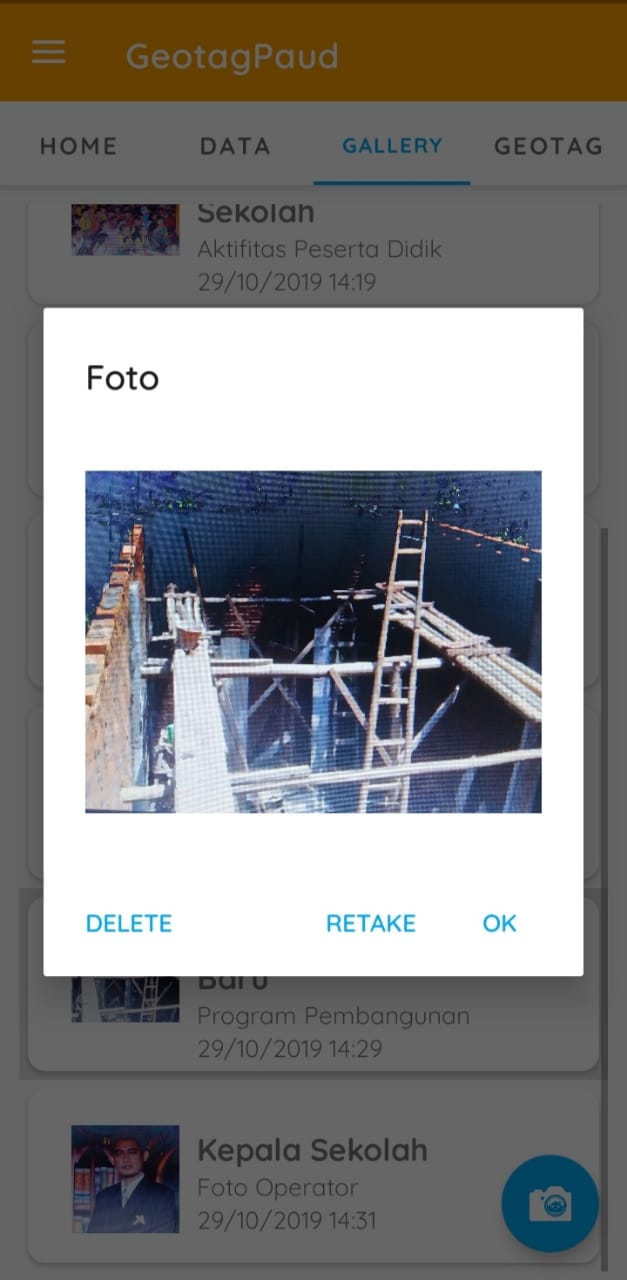 GeotagPaud
HOME DATA GALLERY GEOTAG
Sekolah
Aktifitas Peserta Didik
29/10/2019 14:19
Foto
DELETE RETAKE OK
Baru
Program Pembangunan
29/10/2019 14:29
Kepala Sekolah
Foto Operator
29/10/2019 14:31